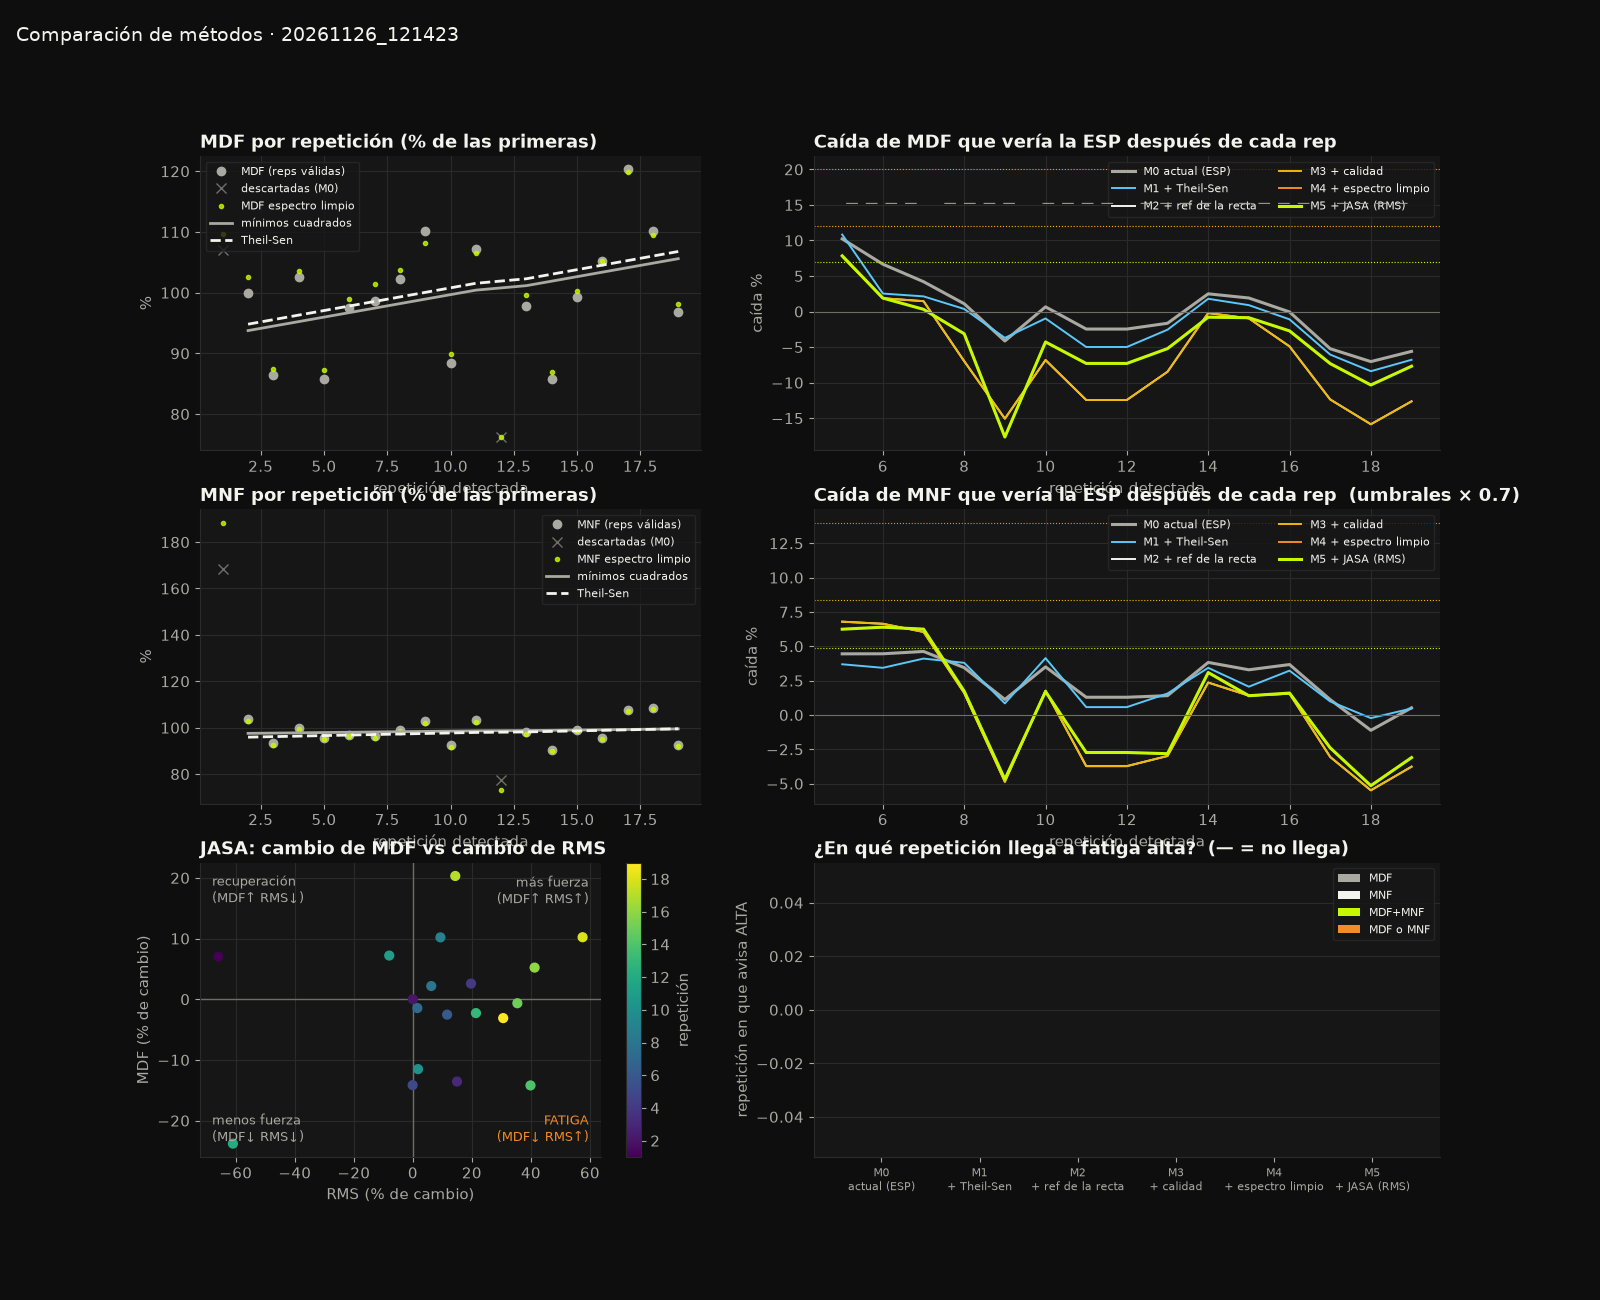 Comparación de métodos · 20261126_121423
MDF por repetición (% de las primeras)
MDF (reps válidas)
descartadas (M0)
MDF espectro limpio
mínimos cuadrados
Theil-Sen
120
110
100
90
80
%
2.5 5.0 7.5 10.0 12.5 15.0 17.5
repetición detectada
Caída de MDF que vería la ESP después de cada rep
M0 actual (ESP)
M1 + Theil-Sen
M2 + ref de la recta
M3 + calidad
M4 + espectro limpio
M5 + JASA (RMS)
20
15
10
5
0
−5
−10
−15
caída %
6 8 10 12 14 16 18
repetición detectada
MNF por repetición (% de las primeras)
MNF (reps válidas)
descartadas (M0)
MNF espectro limpio
mínimos cuadrados
Theil-Sen
180
160
140
120
100
80
%
2.5 5.0 7.5 10.0 12.5 15.0 17.5
repetición detectada
Caída de MNF que vería la ESP después de cada rep (umbrales × 0.7)
M0 actual (ESP)
M1 + Theil-Sen
M2 + ref de la recta
M3 + calidad
M4 + espectro limpio
M5 + JASA (RMS)
12.5
10.0
7.5
5.0
2.5
0.0
−2.5
−5.0
caída %
6 8 10 12 14 16 18
repetición detectada
JASA: cambio de MDF vs cambio de RMS
recuperación
(MDF↑ RMS↓)
más fuerza
(MDF↑ RMS↑)
menos fuerza
(MDF↓ RMS↓)
FATIGA
(MDF↓ RMS↑)
20
10
0
−10
−20
MDF (% de cambio)
−60 −40 −20 0 20 40 60
RMS (% de cambio)
18
16
14
12
10
8
6
4
2
repetición
¿En qué repetición llega a fatiga alta? (— = no llega)
MDF
MNF
MDF+MNF
MDF o MNF
0.04
0.02
0.00
−0.02
−0.04
repetición en que avisa ALTA
M0 M1 M2 M3 M4 M5
actual (ESP) + Theil-Sen + ref de la recta + calidad + espectro limpio + JASA (RMS)